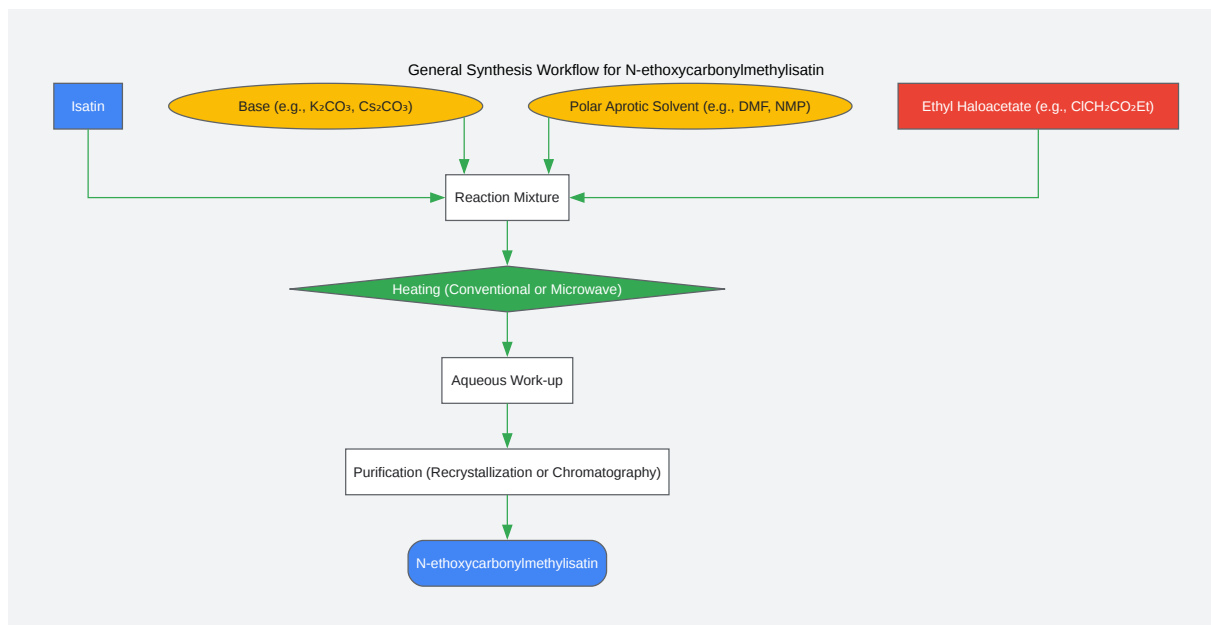 General Synthesis Workflow for N-ethoxycarbonylmethylisatin
Isatin
Base (e.g., K₂CO₃, Cs₂CO₃)
Polar Aprotic Solvent (e.g., DMF, NMP)
Ethyl Haloacetate (e.g., ClCH₂CO₂Et)
Reaction Mixture
Heating (Conventional or Microwave)
Aqueous Work-up
Purification (Recrystallization or Chromatography)
N-ethoxycarbonylmethylisatin